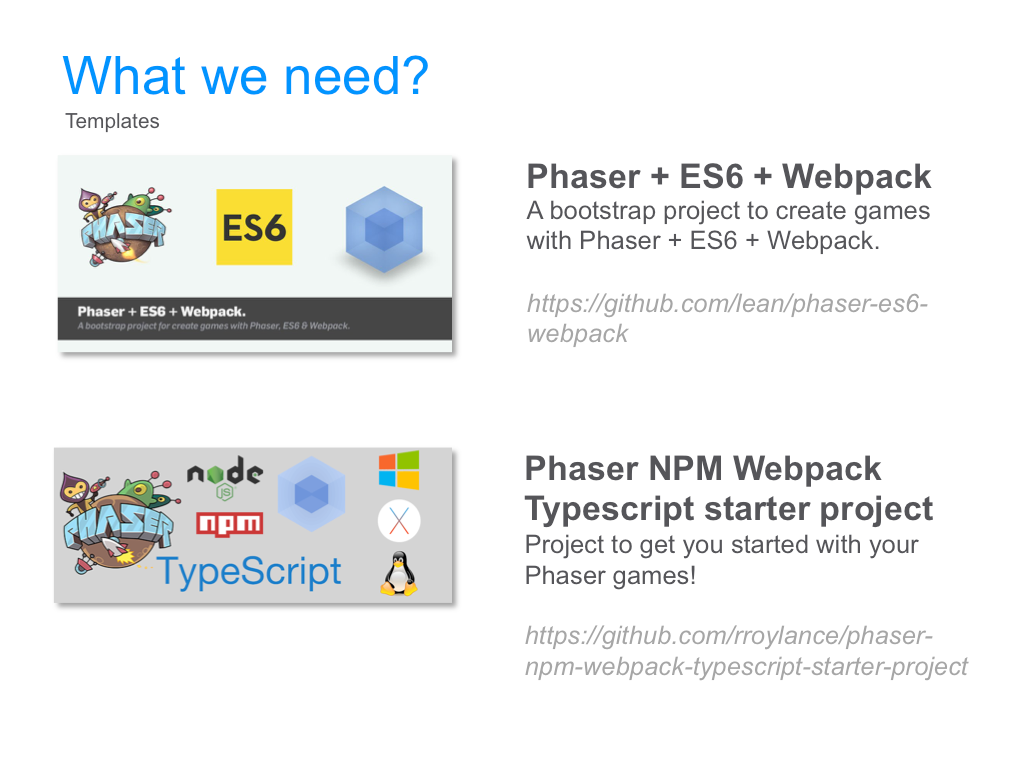 What we need?
Templates
PHASER
ES6
Phaser + ES6 + Webpack.
A bootstrap project for create games with Phaser, ES6 & Webpack.
Phaser + ES6 + Webpack
A bootstrap project to create games
with Phaser + ES6 + Webpack.
https://github.com/lean/phaser-es6-
webpack
PHASER
node
JS
npm
TypeScript
Phaser NPM Webpack
Typescript starter project
Project to get you started with your
Phaser games!
https://github.com/rroylance/phaser-
npm-webpack-typescript-starter-project